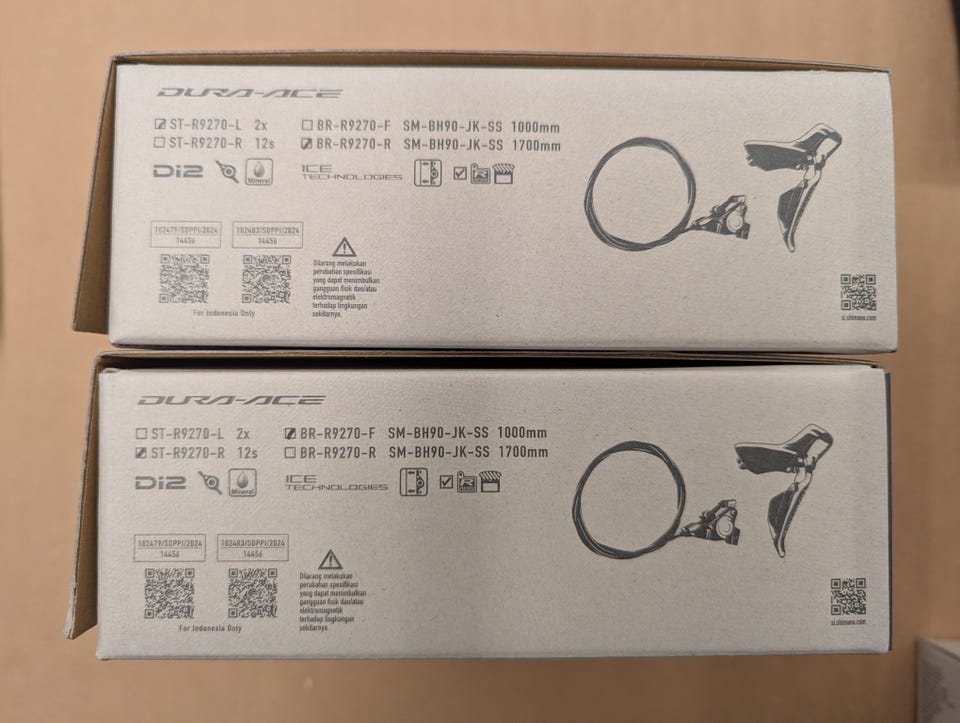 DURA-ACE
☑ ST-R9270-L 2x ☐ BR-R9270-F SM-BH90-JK-SS 1000mm
☐ ST-R9270-R 12s ☑ BR-R9270-R SM-BH90-JK-SS 1700mm
Di2 Mineral ICE TECHNOLOGIES R
102479/SDPPI/2024 102483/SDPPI/2024
14456 14456
Dilarang melakukan
perubahan spesifikasi
yang dapat menimbulkan
gangguan fisik dan/atau
elektromagnetik
terhadap lingkungan
sekitarnya.
For Indonesia Only
si.shimano.com
DURA-ACE
☐ ST-R9270-L 2x ☑ BR-R9270-F SM-BH90-JK-SS 1000mm
☑ ST-R9270-R 12s ☐ BR-R9270-R SM-BH90-JK-SS 1700mm
Di2 Mineral ICE TECHNOLOGIES R
102479/SDPPI/2024 102483/SDPPI/2024
14456 14456
Dilarang melakukan
perubahan spesifikasi
yang dapat menimbulkan
gangguan fisik dan/atau
elektromagnetik
terhadap lingkungan
sekitarnya.
For Indonesia Only
si.shimano.com